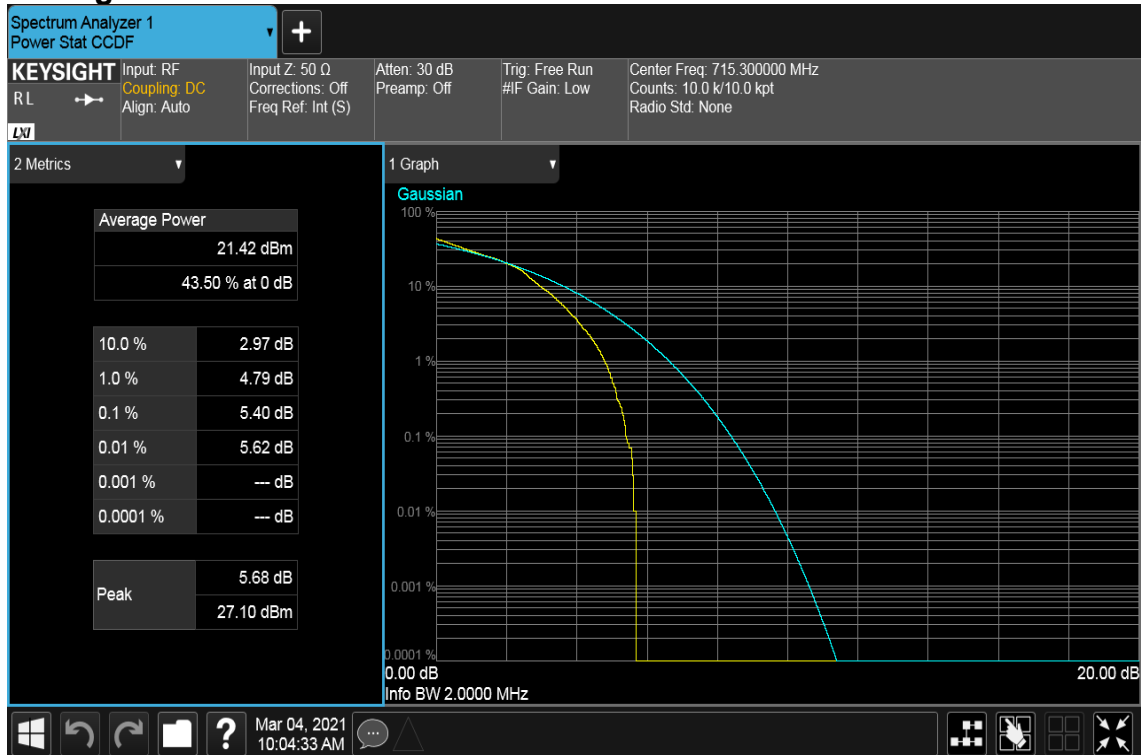 Spectrum Analyzer 1
Power Stat CCDF
+
KEYSIGHT
RL
LXI
Input: RF
Coupling: DC
Align: Auto
Input Z: 50 Ω
Corrections: Off
Freq Ref: Int (S)
Atten: 30 dB
Preamp: Off
Trig: Free Run
#IF Gain: Low
Center Freq: 715.300000 MHz
Counts: 10.0 k/10.0 kpt
Radio Std: None
2 Metrics
Average Power
21.42 dBm
43.50 % at 0 dB
10.0 % 2.97 dB
1.0 % 4.79 dB
0.1 % 5.40 dB
0.01 % 5.62 dB
0.001 % --- dB
0.0001 % --- dB
Peak
5.68 dB
27.10 dBm
1 Graph
Gaussian
100 %
10 %
1 %
0.1 %
0.01 %
0.001 %
0.0001 %
0.00 dB
20.00 dB
Info BW 2.0000 MHz
?
Mar 04, 2021
10:04:33 AM